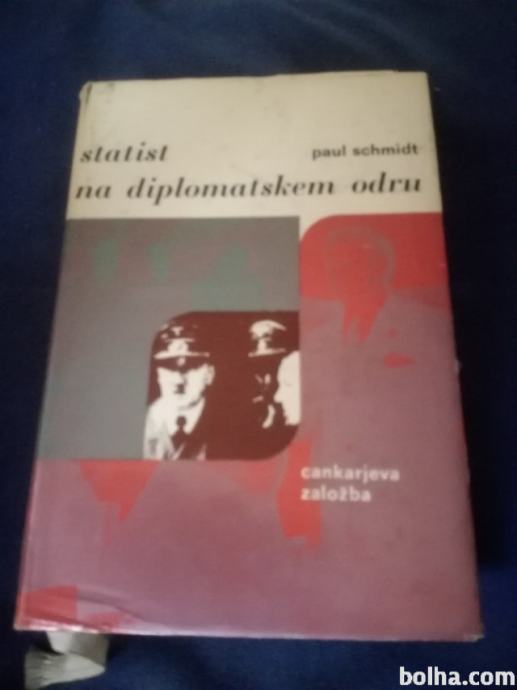 statist
paul schmidt
na diplomatskem odru
cankarjeva
založba
bolha.com